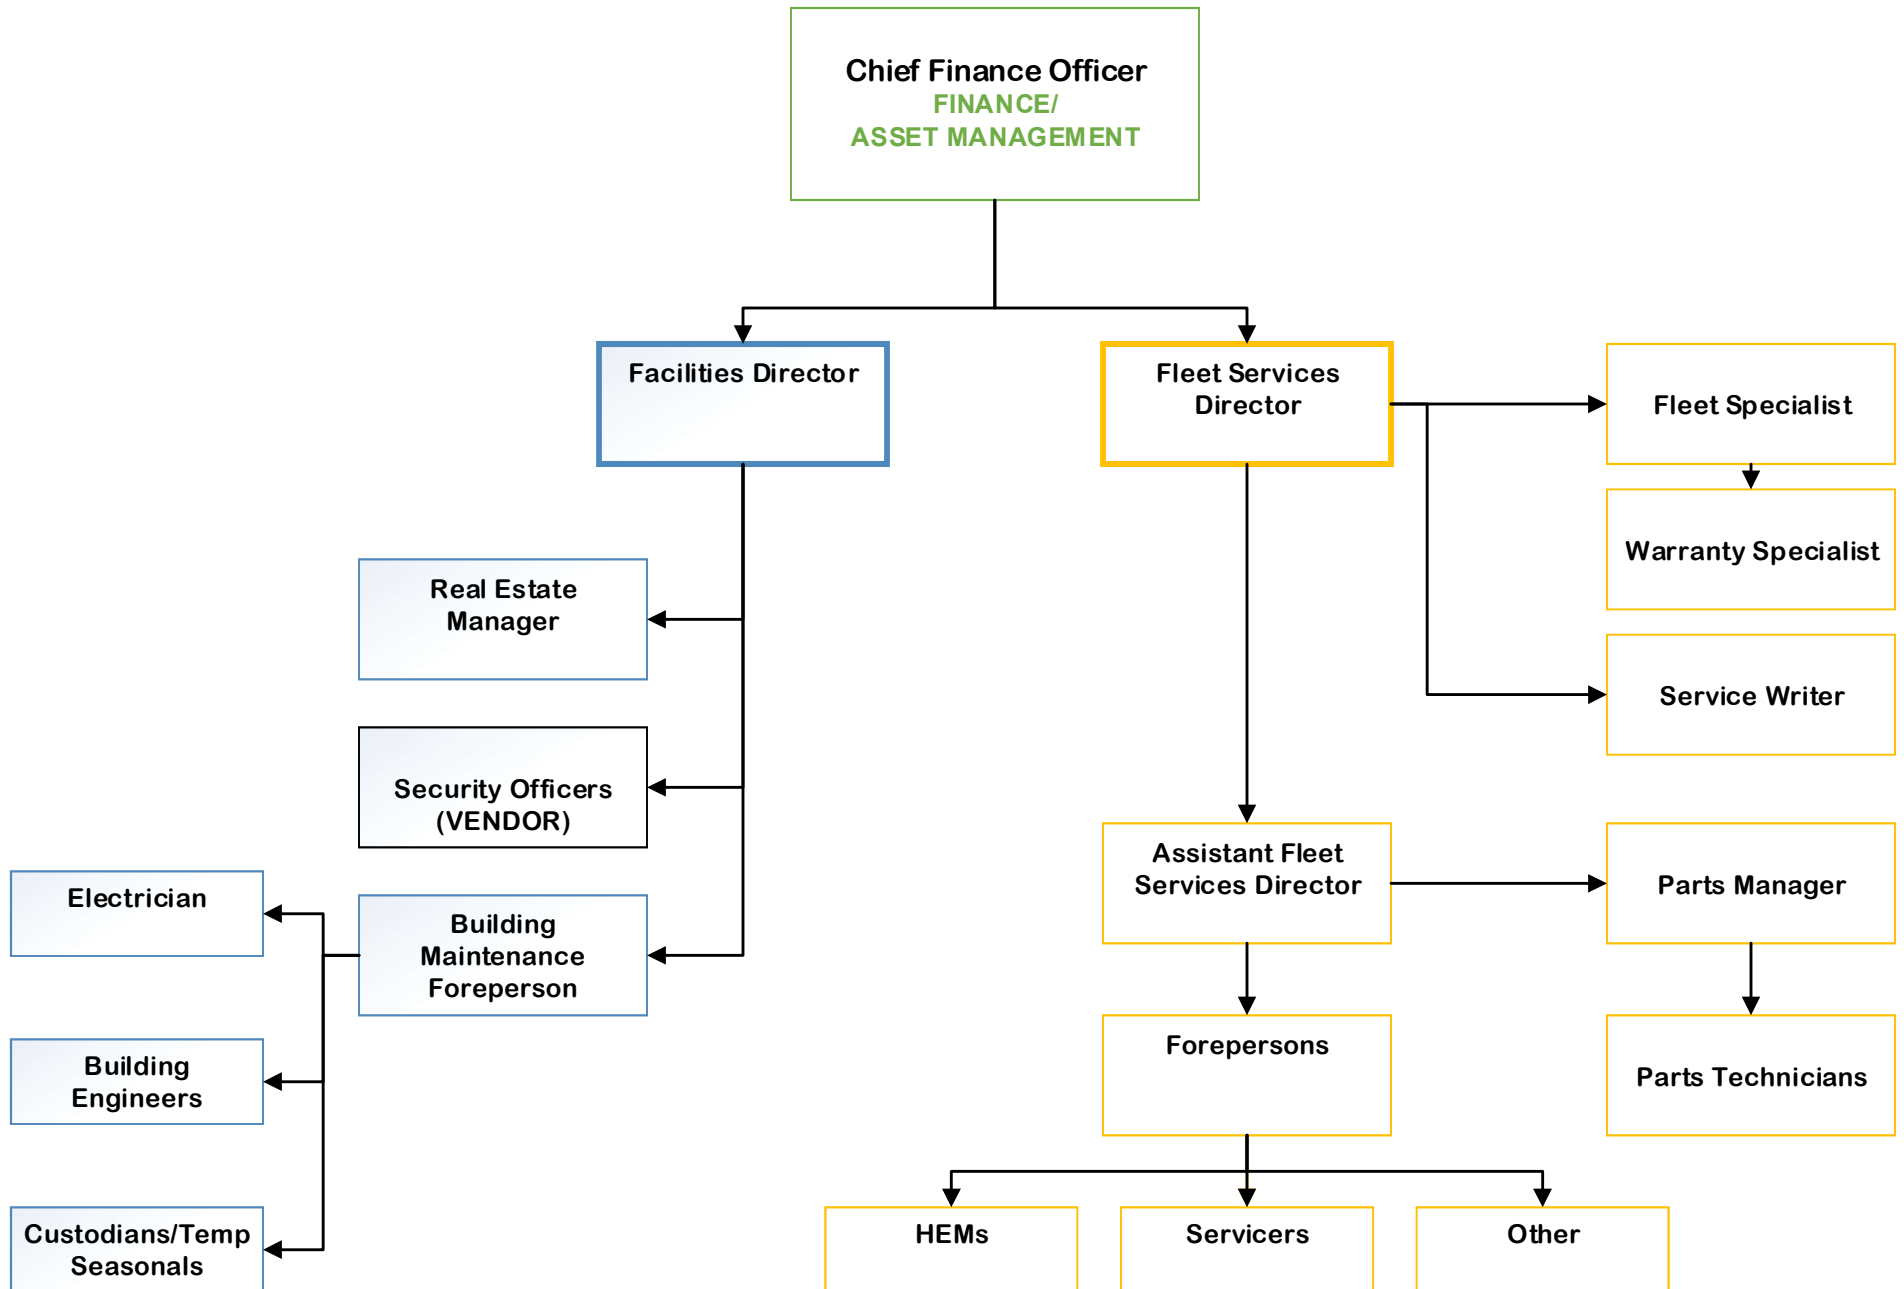 Chief Finance Officer
FINANCE/
ASSET MANAGEMENT
Facilities Director
Fleet Services
Director
Fleet Specialist
Warranty Specialist
Real Estate
Manager
Service Writer
Security Officers
(VENDOR)
Assistant Fleet
Services Director
Parts Manager
Electrician
Building
Maintenance
Foreperson
Forepersons
Parts Technicians
Building
Engineers
Custodians/Temp
Seasonals
HEMs
Servicers
Other